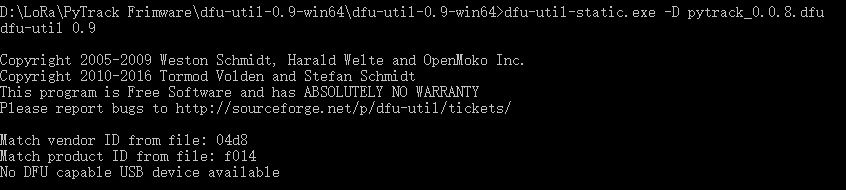 D:\LoRa\PyTrack Frimware\dfu-util-0.9-win64\dfu-util-0.9-win64>dfu-util-static.exe -D pytrack_0.0.8.dfu
dfu-util 0.9
Copyright 2005-2009 Weston Schmidt, Harald Welte and OpenMoko Inc.
Copyright 2010-2016 Tormod Volden and Stefan Schmidt
This program is Free Software and has ABSOLUTELY NO WARRANTY
Please report bugs to http://sourceforge.net/p/dfu-util/tickets/
Match vendor ID from file: 04d8
Match product ID from file: f014
No DFU capable USB device available